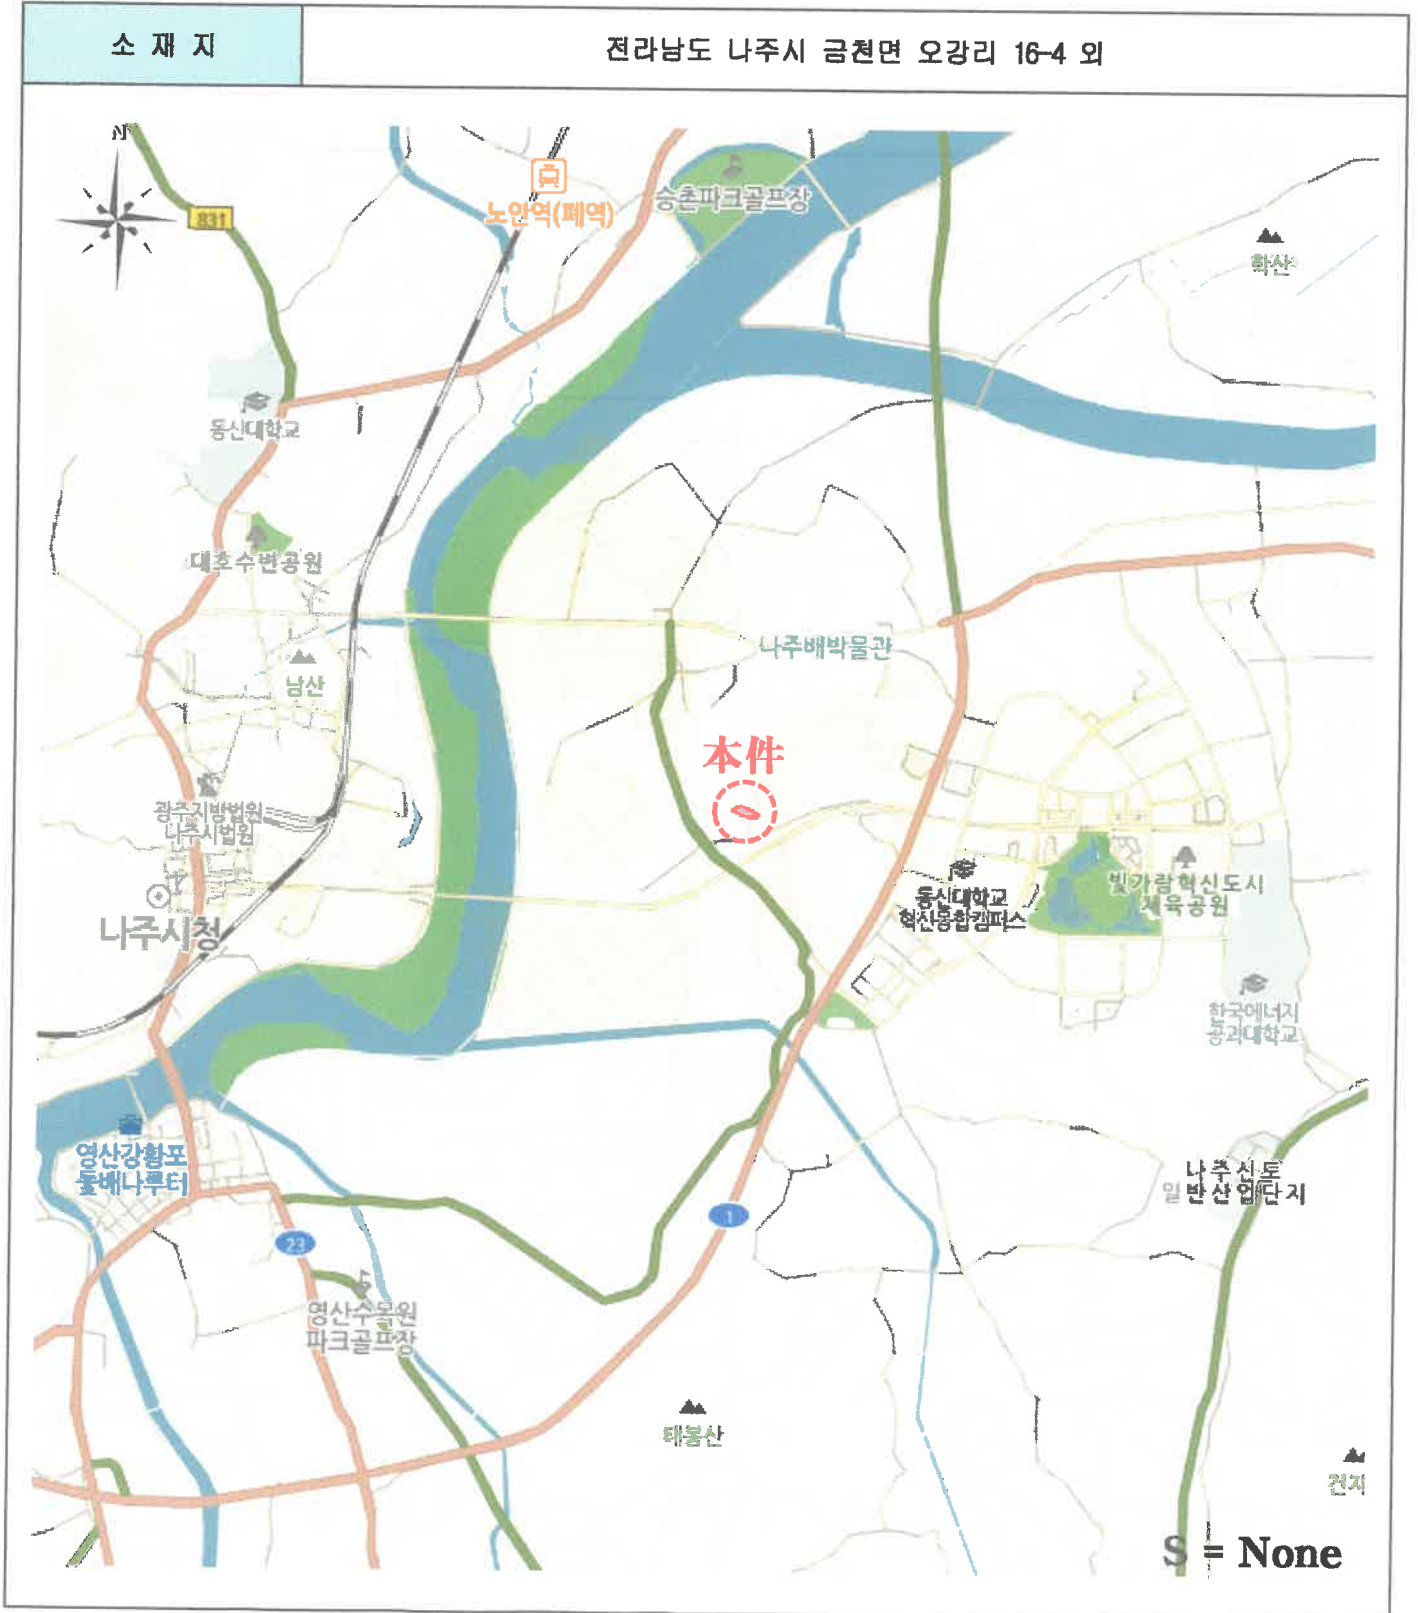 소 재 지
전라남도 나주시 금천면 오강리 16-4 외
N
831
노안역(폐역)
승촌파크골프장
학산
동신대학교
대호수변공원
나주배박물관
남산
本件
광주지방법원
나주시법원
동신대학교
혁신융합캠퍼스
빛가람혁신도시
체육공원
나주시청
한국에너지
공과대학교
영산강황포
돛배나루터
나주신도
일반산업단지
1
23
영산수목원
파크골프장
태봉산
건지
S = None